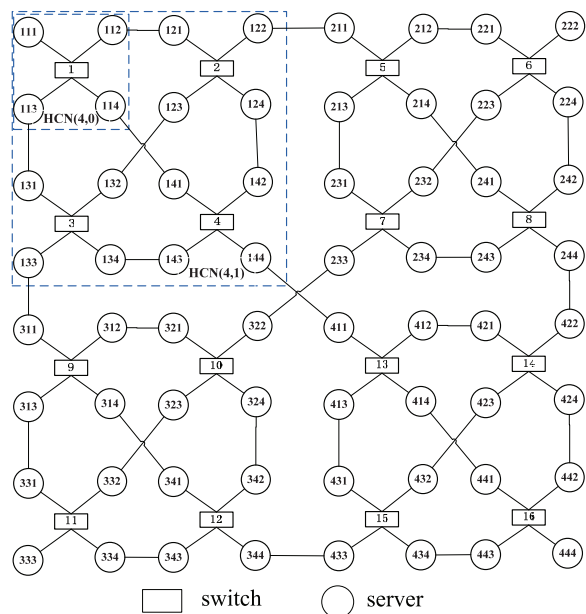 111 112 121 122 211 212 221 222
1 2 5 6
113 114 123 124 213 214 223 224
HCN(4,0)
131 132 141 142 231 232 241 242
3 4 7 8
133 134 143 144 233 234 243 244
HCN(4,1)
311 312 321 322 411 412 421 422
9 10 13 14
313 314 323 324 413 414 423 424
331 332 341 342 431 432 441 442
11 12 15 16
333 334 343 344 433 434 443 444
switch server